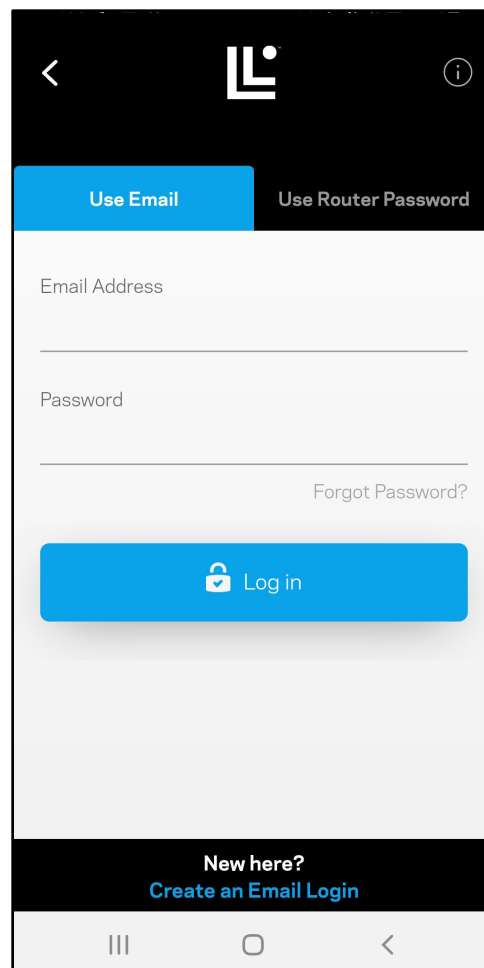 Use Email
Use Router Password
Email Address
Password
Forgot Password?
Log in
New here?
Create an Email Login